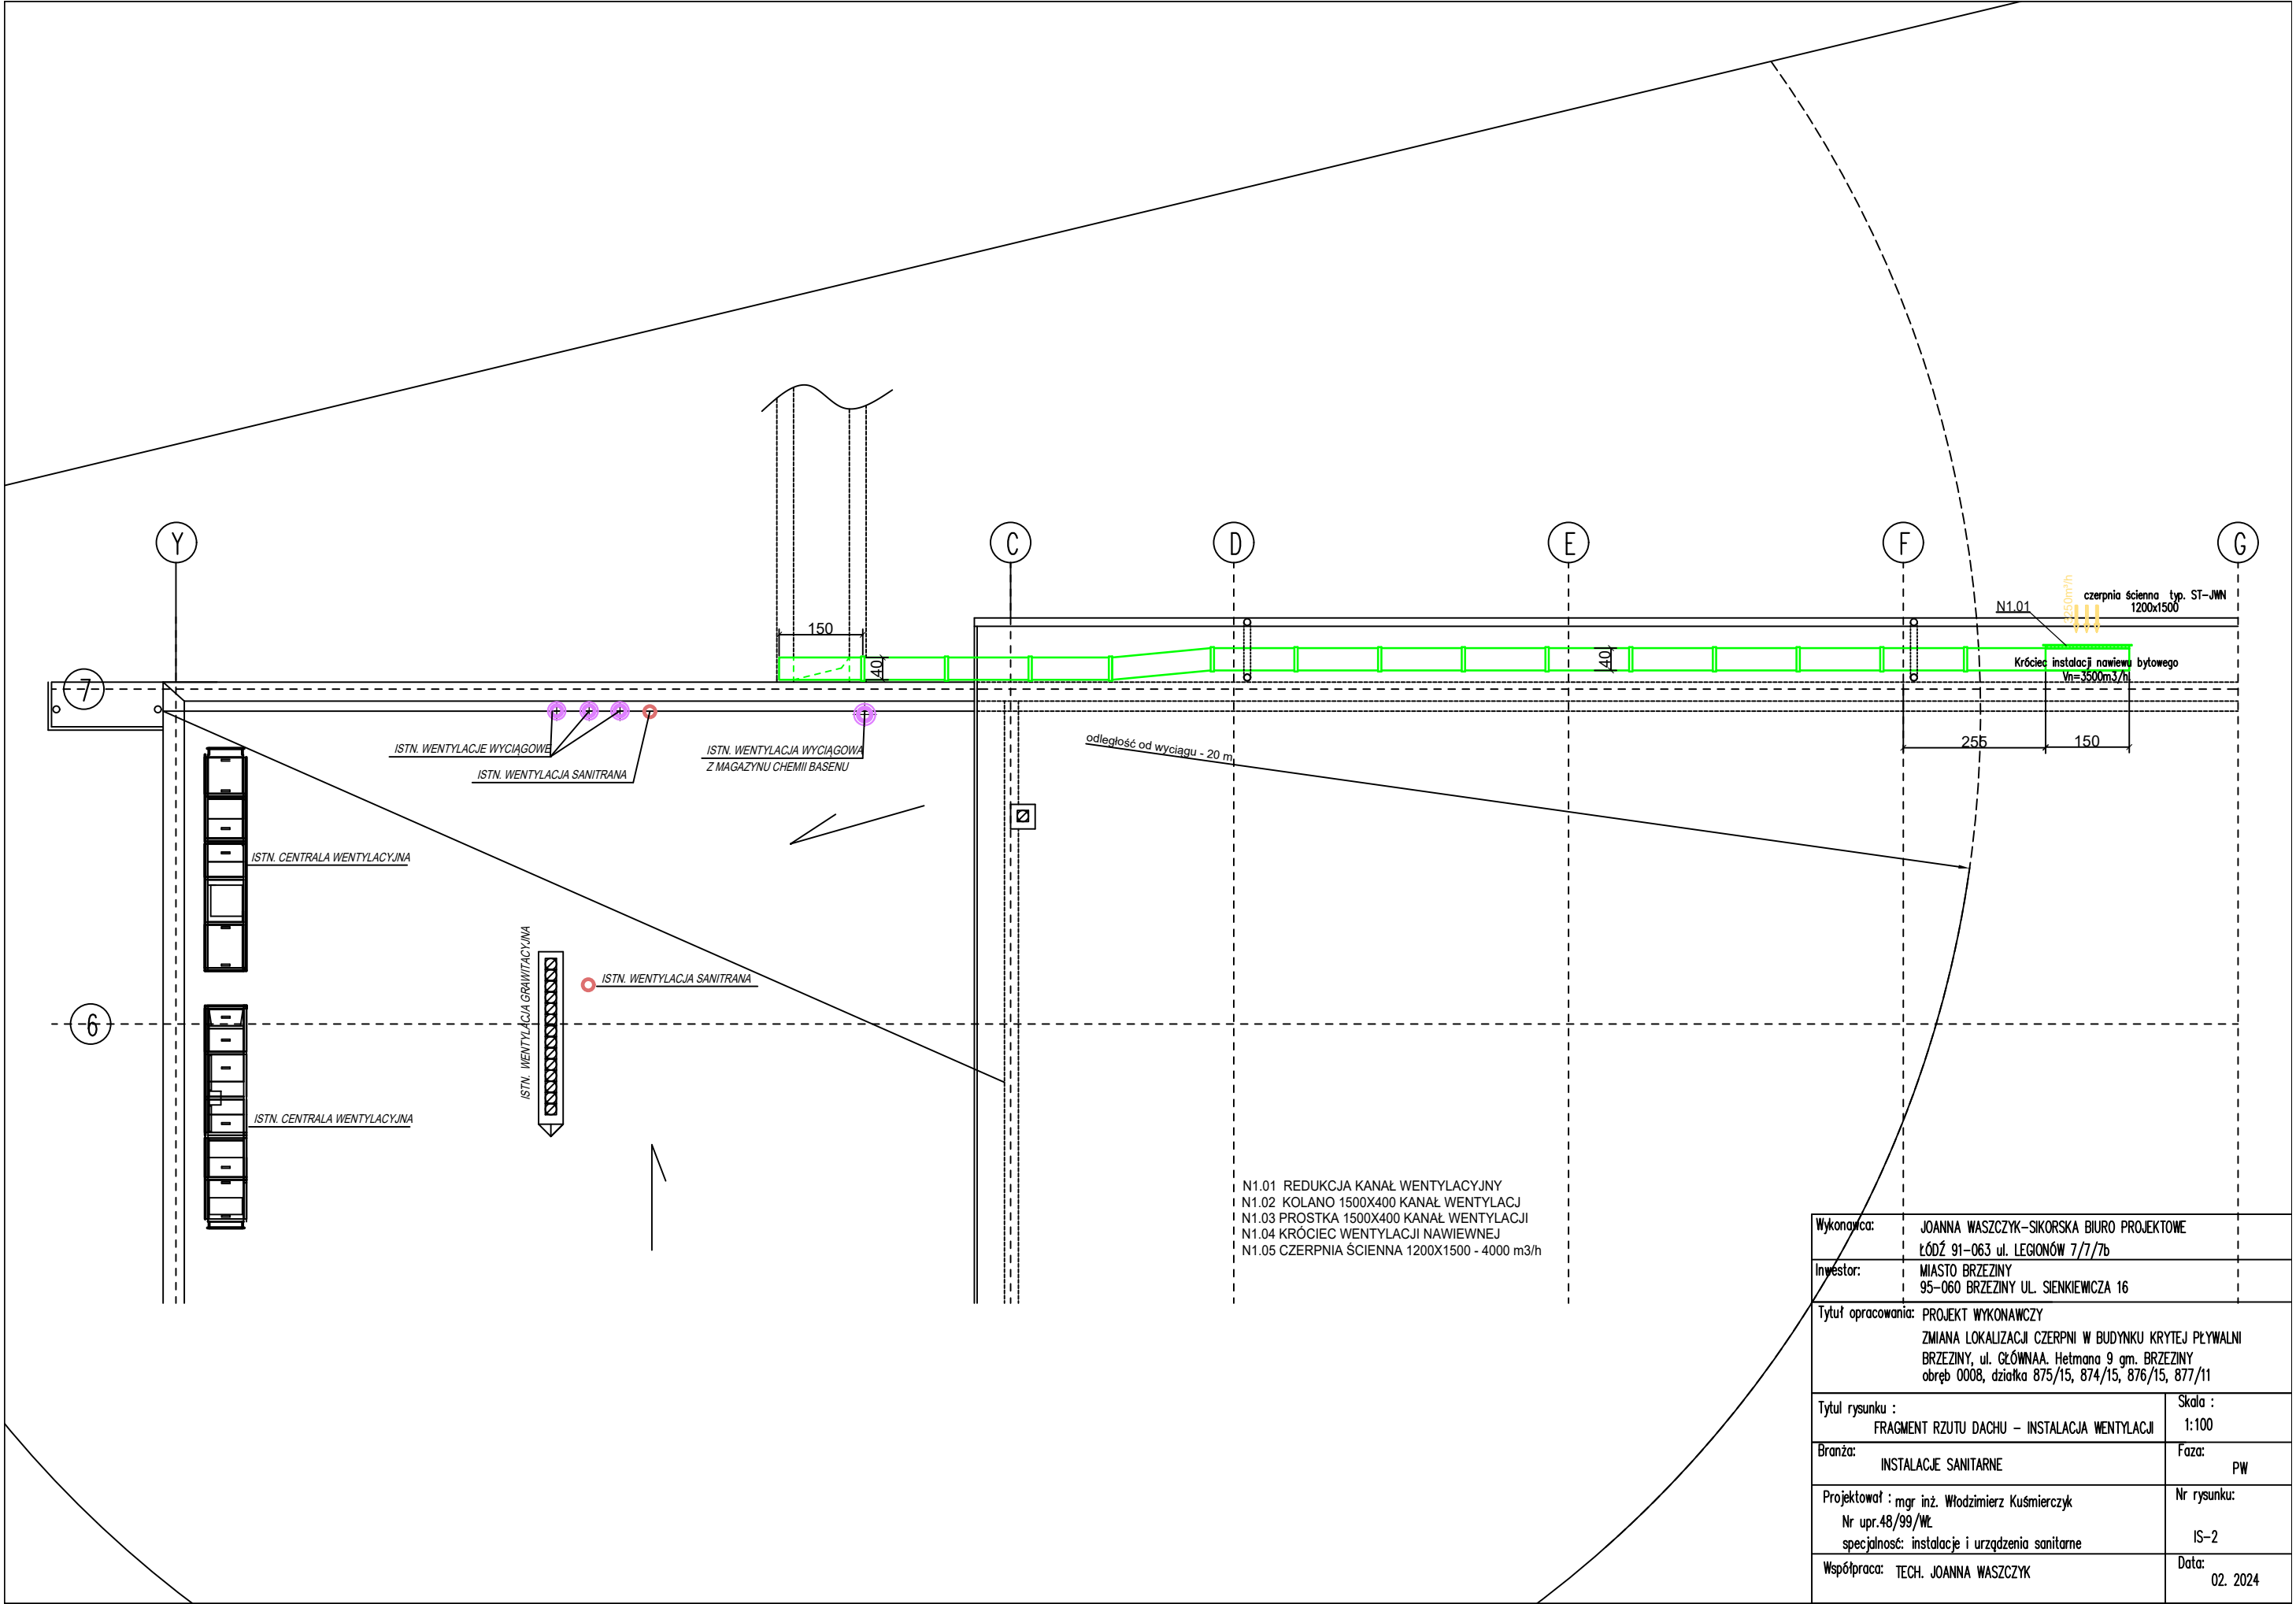 Y
C
D
E
F
G
7
6
150
40
40
N1.01
czerpnia ścienna typ. ST-JWN
1200x1500
Króciec instalacji nawiewu bytowego
Vn=3500m3/h
255
150
ISTN. WENTYLACJE WYCIĄGOWE
ISTN. WENTYLACJA SANITRANA
ISTN. WENTYLACJA WYCIĄGOWA
Z MAGAZYNU CHEMII BASENU
odległość od wyciągu - 20 m
ISTN. CENTRALA WENTYLACYJNA
ISTN. WENTYLACJA GRAWITACYJNA
ISTN. WENTYLACJA SANITRANA
ISTN. CENTRALA WENTYLACYJNA
N1.01 REDUKCJA KANAŁ WENTYLACYJNY
N1.02 KOLANO 1500X400 KANAŁ WENTYLACJ
N1.03 PROSTKA 1500X400 KANAŁ WENTYLACJI
N1.04 KRÓCIEC WENTYLACJI NAWIEWNEJ
N1.05 CZERPNIA ŚCIENNA 1200X1500 - 4000 m3/h
Wykonawca: JOANNA WASZCZYK-SIKORSKA BIURO PROJEKTOWE
ŁÓDŹ 91-063 ul. LEGIONÓW 7/7/7b
Inwestor: MIASTO BRZEZINY
95-060 BRZEZINY UL. SIENKIEWICZA 16
Tytuł opracowania: PROJEKT WYKONAWCZY
ZMIANA LOKALIZACJI CZERPNI W BUDYNKU KRYTEJ PŁYWALNI
BRZEZINY, ul. GŁÓWNAA. Hetmana 9 gm. BRZEZINY
obręb 0008, działka 875/15, 874/15, 876/15, 877/11
Tytul rysunku :
FRAGMENT RZUTU DACHU - INSTALACJA WENTYLACJI
Skala :
1:100
Branża:
INSTALACJE SANITARNE
Faza:
PW
Projektował : mgr inż. Włodzimierz Kuśmierczyk
Nr upr.48/99/WŁ
specjalność: instalacje i urządzenia sanitarne
Nr rysunku:
IS-2
Współpraca: TECH. JOANNA WASZCZYK
Data:
02. 2024